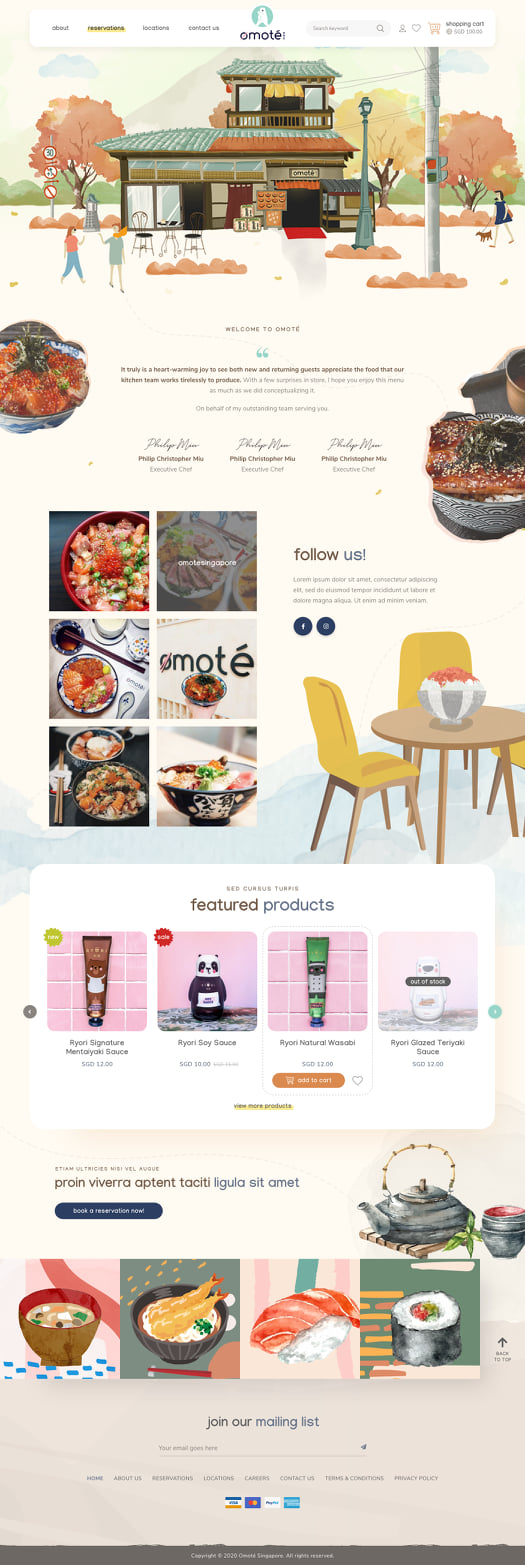 about
reservations
locations
contact us
omoté
Search keyword
shopping cart
SGD 100.00
30
omoté
WELCOME TO OMOTÉ
It truly is a heart-warming joy to see both new and returning guests appreciate the food that our
kitchen team works tirelessly to produce. With a few surprises in store, I hope you enjoy this menu
as much as we did conceptualizing it.
On behalf of my outstanding team serving you.
Philip Miu
Philip Miu
Philip Miu
Philip Christopher Miu
Philip Christopher Miu
Philip Christopher Miu
Executive Chef
Executive Chef
Executive Chef
omotesingapore
follow us!
Lorem ipsum dolor sit amet, consectetur adipiscing
elit, sed do eiusmod tempor incididunt ut labore et
dolore magna aliqua. Ut enim ad minim veniam.
omoté
omoté
SED CURSUS TURPIS
featured products
new
sale
out of stock
Ryori Signature
Mentaiyaki Sauce
SGD 12.00
Ryori Soy Sauce
SGD 10.00
Ryori Natural Wasabi
SGD 12.00
add to cart
Ryori Glazed Teriyaki
Sauce
SGD 12.00
view more products
ETIAM ULTRICIES NISI VEL AUGUE
proin viverra aptent taciti ligula sit amet
book a reservation now!
BACK
TO TOP
join our mailing list
Your email goes here
HOME
ABOUT US
RESERVATIONS
LOCATIONS
CAREERS
CONTACT US
TERMS & CONDITIONS
PRIVACY POLICY
VISA
PayPal
Copyright © 2020 Omoté Singapore. All rights reserved.